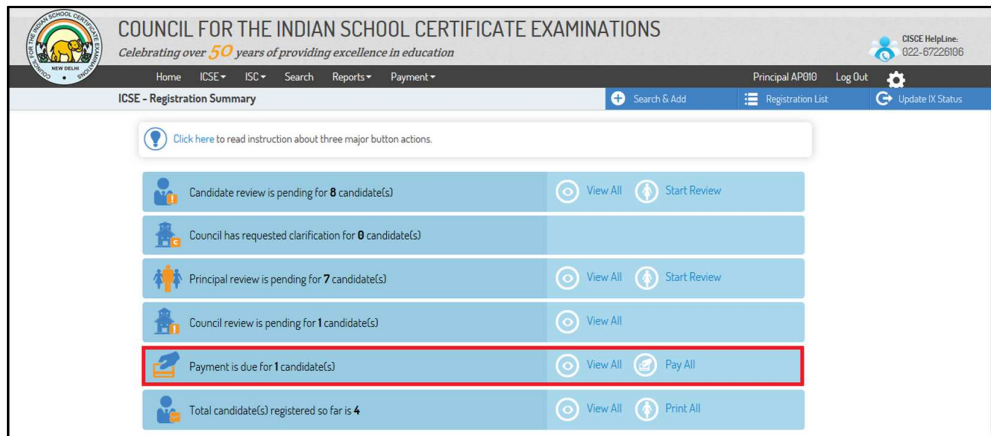 COUNCIL FOR THE INDIAN SCHOOL CERTIFICATE EXAMINATIONS
Celebrating over 50 years of providing excellence in education
CISCE HelpLine:
022-67226106
NEW DELHI
Home ICSE ISC Search Reports Payment Principal AP010 Log Out
ICSE - Registration Summary Search & Add Registration List Update IX Status
Click here to read instruction about three major button actions.
Candidate review is pending for 8 candidate(s) View All Start Review
Council has requested clarification for 0 candidate(s)
Principal review is pending for 7 candidate(s) View All Start Review
Council review is pending for 1 candidate(s) View All
Payment is due for 1 candidate(s) View All Pay All
Total candidate(s) registered so far is 4 View All Print All